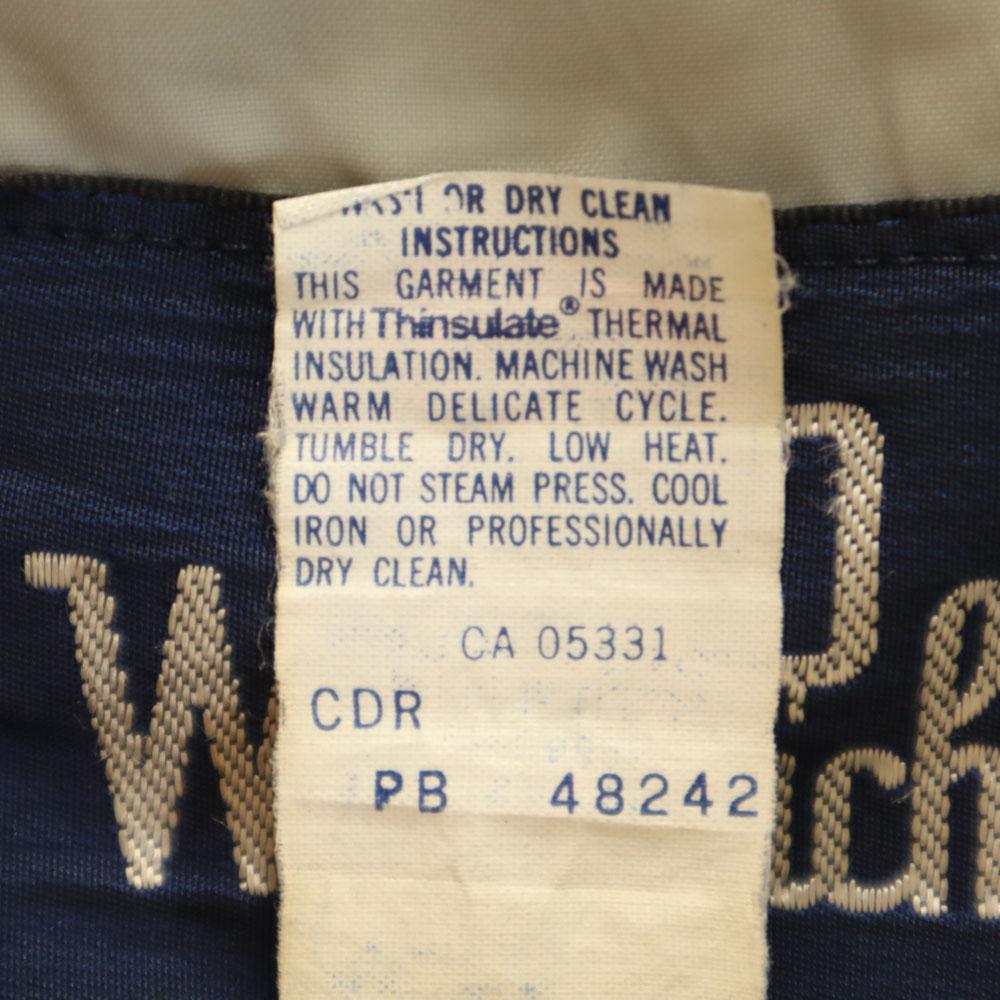 WASH OR DRY CLEAN
INSTRUCTIONS
THIS GARMENT IS MADE
WITH Thinsulate® THERMAL
INSULATION. MACHINE WASH
WARM DELICATE CYCLE.
TUMBLE DRY. LOW HEAT.
DO NOT STEAM PRESS. COOL
IRON OR PROFESSIONALLY
DRY CLEAN.
CA 05331
CDR
PB 48242